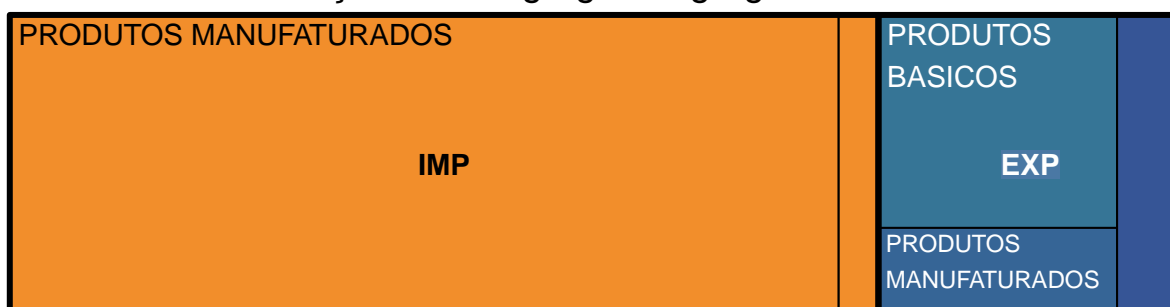 PRODUTOS MANUFATURADOS
IMP
PRODUTOS
BASICOS
EXP
PRODUTOS
MANUFATURADOS